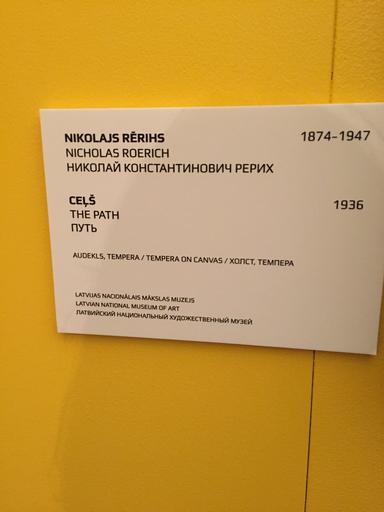 NIKOLAJS RĒRIHS 1874-1947
NICHOLAS ROERICH
НИКОЛАЙ КОНСТАНТИНОВИЧ РЕРИХ
CEĻŠ 1936
THE PATH
ПУТЬ
AUDEKLS, TEMPERA / TEMPERA ON CANVAS / ХОЛСТ, ТЕМПЕРА
LATVIJAS NACIONĀLAIS MĀKSLAS MUZEJS
LATVIAN NATIONAL MUSEUM OF ART
ЛАТВИЙСКИЙ НАЦИОНАЛЬНЫЙ ХУДОЖЕСТВЕННЫЙ МУЗЕЙ